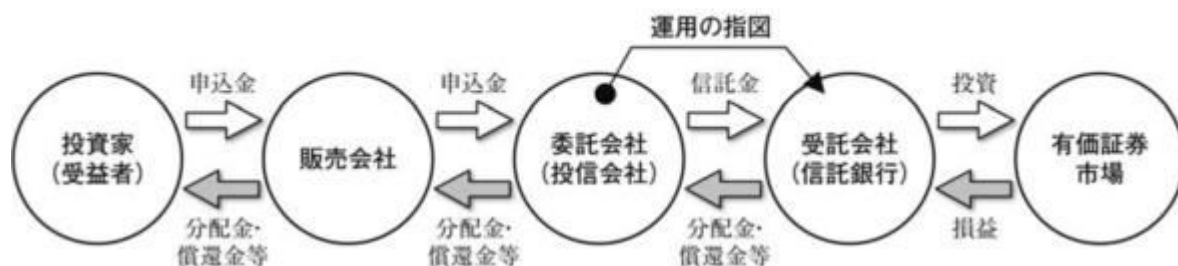 運用の指図
申込金
申込金
信託金
投資
投資家
（受益者）
販売会社
委託会社
（投信会社）
受託会社
（信託銀行）
有価証券
市場
分配金・
償還金等
分配金・
償還金等
分配金・
償還金等
損益